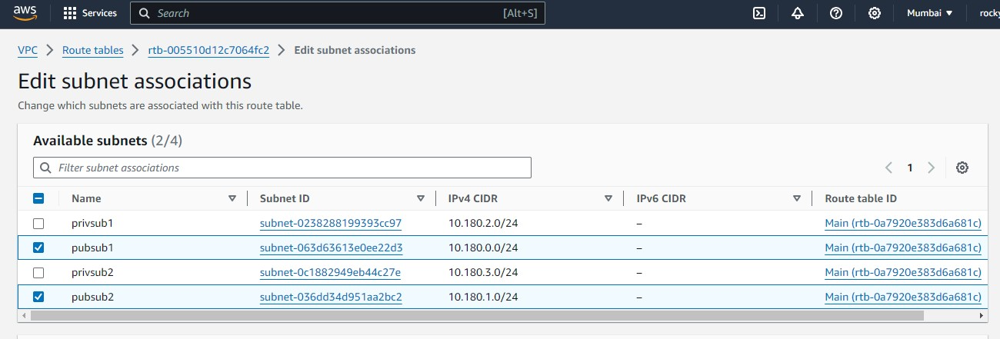 aws Services Search [Alt+S] Mumbai rocky
VPC Route tables rtb-005510d12c7064fc2 Edit subnet associations
Edit subnet associations
Change which subnets are associated with this route table.
Available subnets (2/4)
Filter subnet associations 1
Name Subnet ID IPv4 CIDR IPv6 CIDR Route table ID
privsub1 subnet-0238288199393cc97 10.180.2.0/24 – Main (rtb-0a7920e383d6a681c)
pubsub1 subnet-063d63613e0ee22d3 10.180.0.0/24 – Main (rtb-0a7920e383d6a681c)
privsub2 subnet-0c1882949eb44c27e 10.180.3.0/24 – Main (rtb-0a7920e383d6a681c)
pubsub2 subnet-036dd34d951aa2bc2 10.180.1.0/24 – Main (rtb-0a7920e383d6a681c)